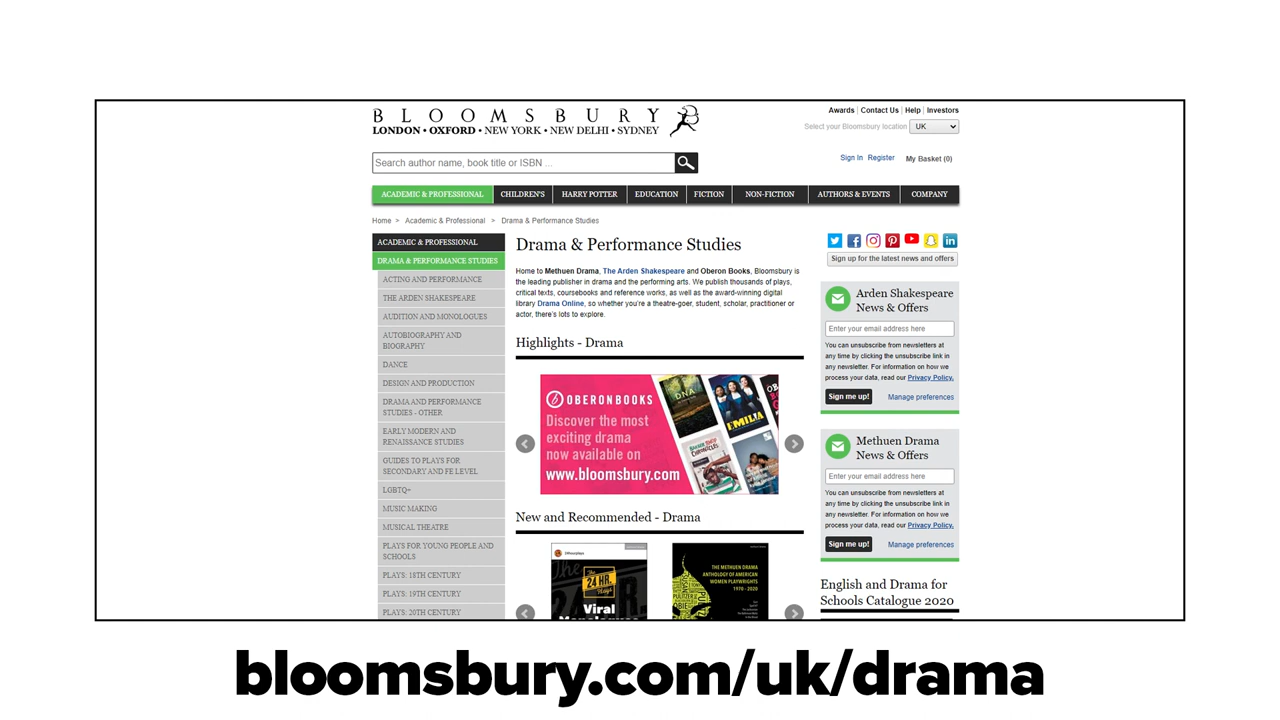 BLOOMSBURY
LONDON • OXFORD • NEW YORK • NEW DELHI • SYDNEY
Awards | Contact Us | Help | Investors
Select your Bloomsbury location UK
Search author name, book title or ISBN ...
Sign In Register My Basket (0)
ACADEMIC & PROFESSIONAL CHILDREN'S HARRY POTTER EDUCATION FICTION NON-FICTION AUTHORS & EVENTS COMPANY
Home > Academic & Professional > Drama & Performance Studies
ACADEMIC & PROFESSIONAL
DRAMA & PERFORMANCE STUDIES
ACTING AND PERFORMANCE
THE ARDEN SHAKESPEARE
AUDITION AND MONOLOGUES
AUTOBIOGRAPHY AND
BIOGRAPHY
DANCE
DESIGN AND PRODUCTION
DRAMA AND PERFORMANCE
STUDIES - OTHER
EARLY MODERN AND
RENAISSANCE STUDIES
GUIDES TO PLAYS FOR
SECONDARY AND FE LEVEL
LGBTQ+
MUSIC MAKING
MUSICAL THEATRE
PLAYS FOR YOUNG PEOPLE AND
SCHOOLS
PLAYS: 18TH CENTURY
PLAYS: 19TH CENTURY
PLAYS: 20TH CENTURY
Drama & Performance Studies
Home to Methuen Drama, The Arden Shakespeare and Oberon Books, Bloomsbury is
the leading publisher in drama and the performing arts. We publish thousands of plays,
critical texts, coursebooks and reference works, as well as the award-winning digital
library Drama Online, so whether you're a theatre-goer, student, scholar, practitioner or
actor, there's lots to explore.
Highlights - Drama
OBERON BOOKS
Discover the most
exciting drama
now available on
www.bloomsbury.com
DNA
EMILIA
New and Recommended - Drama
The
24 HR.
Plays
Viral
THE METHUEN DRAMA
ANTHOLOGY OF AMERICAN
WOMEN PLAYWRIGHTS
1970 - 2020
Sign up for the latest news and offers
Arden Shakespeare
News & Offers
Enter your email address here
You can unsubscribe from newsletters at
any time by clicking the unsubscribe link in
any newsletter. For information on how we
process your data, read our Privacy Policy.
Sign me up! Manage preferences
Methuen Drama
News & Offers
Enter your email address here
You can unsubscribe from newsletters at
any time by clicking the unsubscribe link in
any newsletter. For information on how we
process your data, read our Privacy Policy.
Sign me up! Manage preferences
English and Drama for
Schools Catalogue 2020
bloomsbury.com/uk/drama